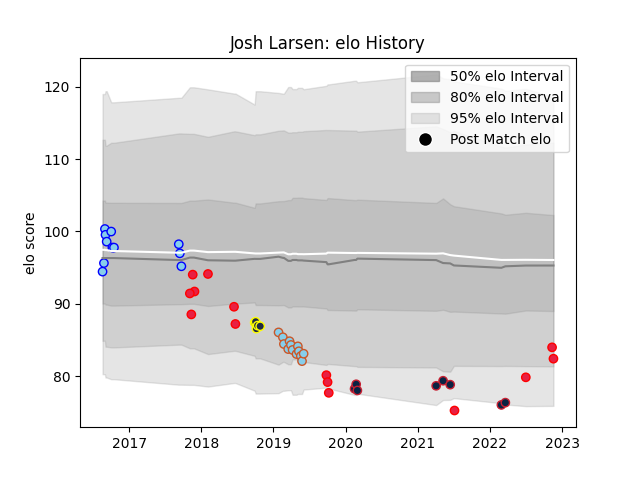 Josh Larsen: elo History
50% elo Interval
80% elo Interval
95% elo Interval
Post Match elo
elo score
120
110
100
90
80
2017 2018 2019 2020 2021 2022 2023